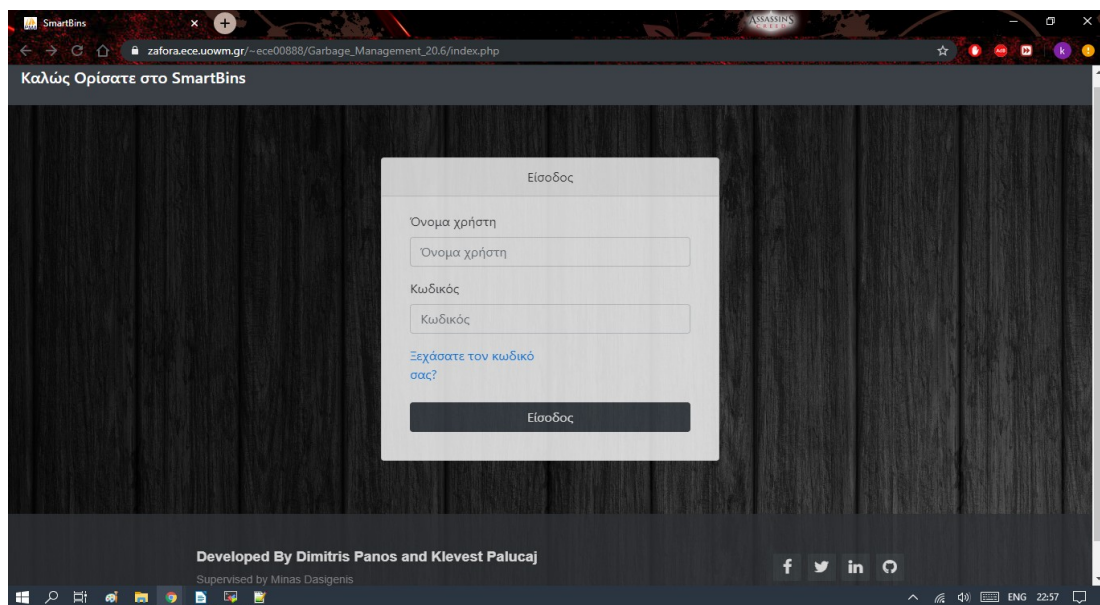 SmartBins
ASSASSIN'S
CREED
zafora.ece.uowm.gr/~ece00888/Garbage_Management_20.6/index.php
k
Καλώς Ορίσατε στο SmartBins
Είσοδος
Όνομα χρήστη
Όνομα χρήστη
Κωδικός
Κωδικός
Ξεχάσατε τον κωδικό
σας?
Είσοδος
Developed By Dimitris Panos and Klevest Palucaj
Supervised by Minas Dasigenis
ENG 22:57